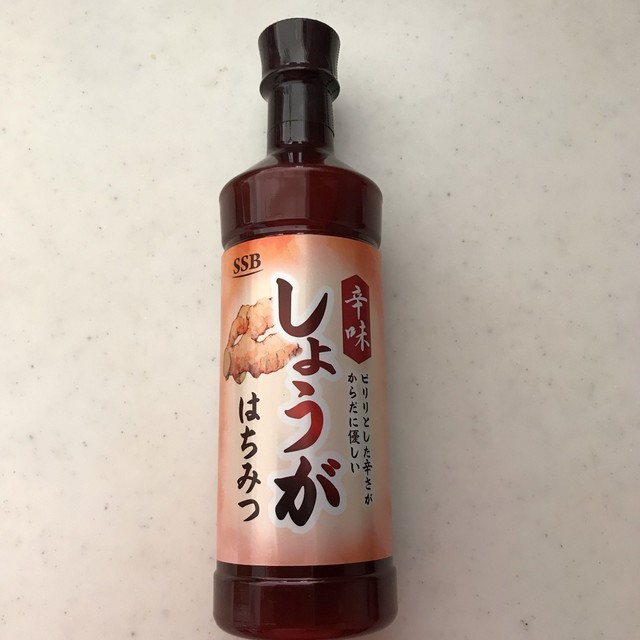 SSB
辛味
ピリリとした辛さが
からだに優しい
しょうが
はちみつ